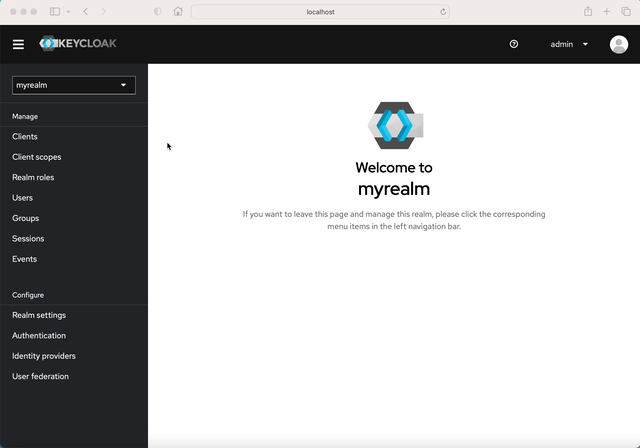 localhost
KEYCLOAK
admin
myrealm
Manage
Clients
Client scopes
Realm roles
Users
Groups
Sessions
Events
Configure
Realm settings
Authentication
Identity providers
User federation
Welcome to
myrealm
If you want to leave this page and manage this realm, please click the corresponding
menu items in the left navigation bar.